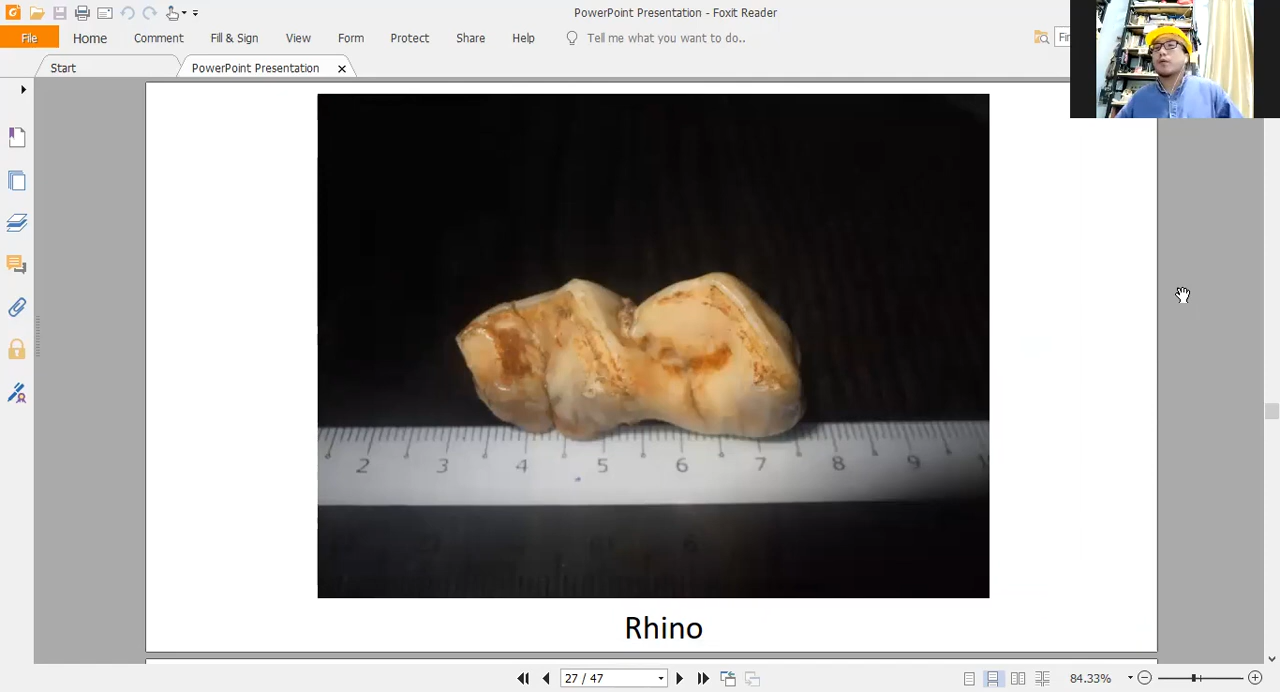 PowerPoint Presentation - Foxit Reader
File Home Comment Fill & Sign View Form Protect Share Help Tell me what you want to do..
Start PowerPoint Presentation
2 3 4 5 6 7 8 9
Rhino
27 / 47 84.33%